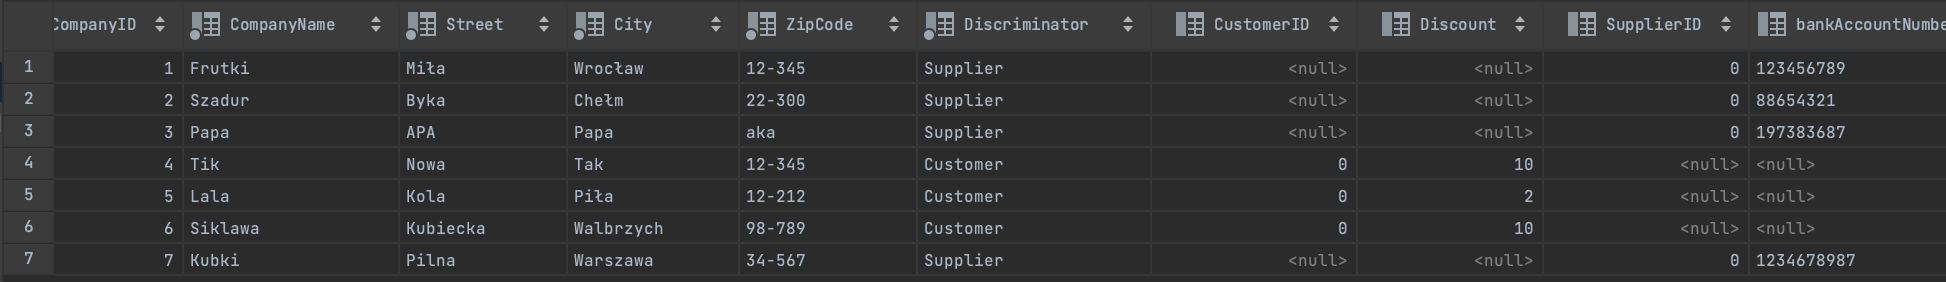 CompanyID CompanyName Street City ZipCode Discriminator CustomerID Discount SupplierID bankAccountNumbe
1 1 Frutki Miła Wrocław 12-345 Supplier <null> <null> 0 123456789
2 2 Szadur Byka Chełm 22-300 Supplier <null> <null> 0 88654321
3 3 Papa APA Papa aka Supplier <null> <null> 0 197383687
4 4 Tik Nowa Tak 12-345 Customer 0 10 <null> <null>
5 5 Lala Kola Piła 12-212 Customer 0 2 <null> <null>
6 6 Siklawa Kubiecka Walbrzych 98-789 Customer 0 10 <null> <null>
7 7 Kubki Pilna Warszawa 34-567 Supplier <null> <null> 0 1234678987